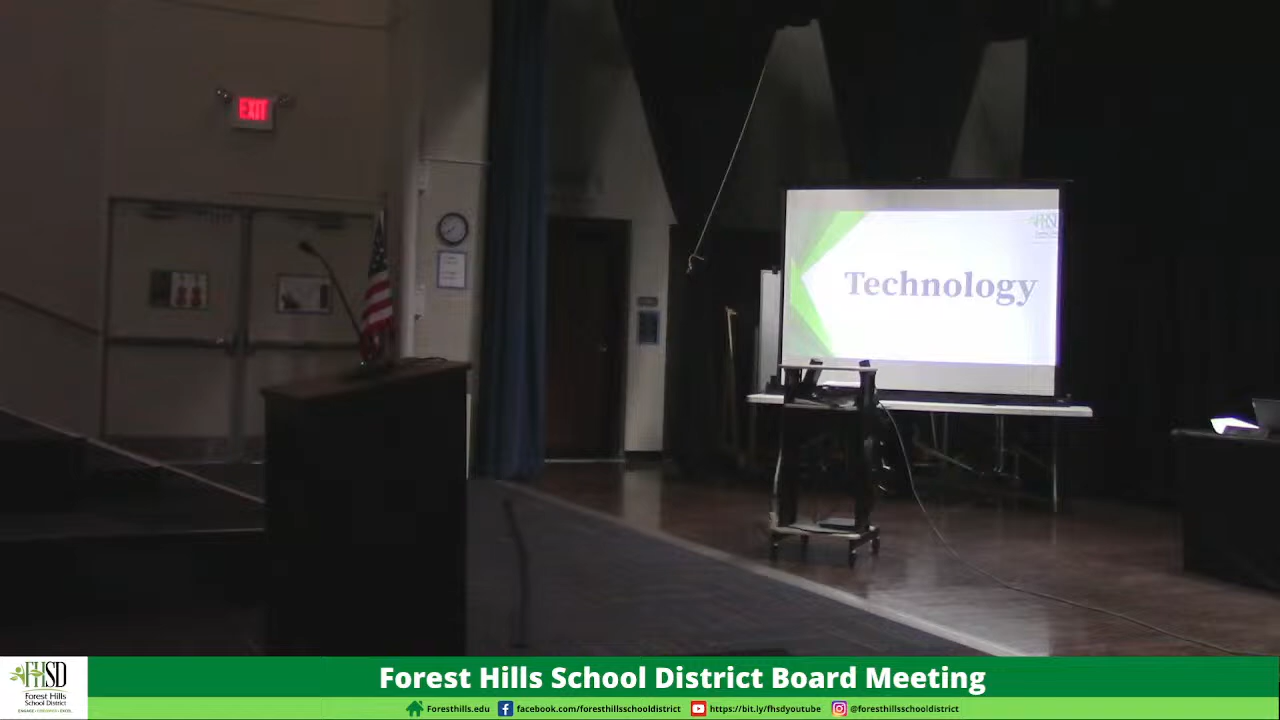 EXIT
FHSD
Technology
FHSD
Forest Hills
School District
Forest Hills School District Board Meeting
Foresthills.edu
facebook.com/foresthillsschooldistrict
https://bit.ly/fhsdyoutube
@foresthillsschooldistrict